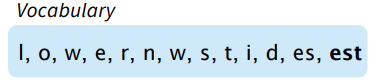 Vocabulary
l, o, w, e, r, n, w, s, t, i, d, es, est